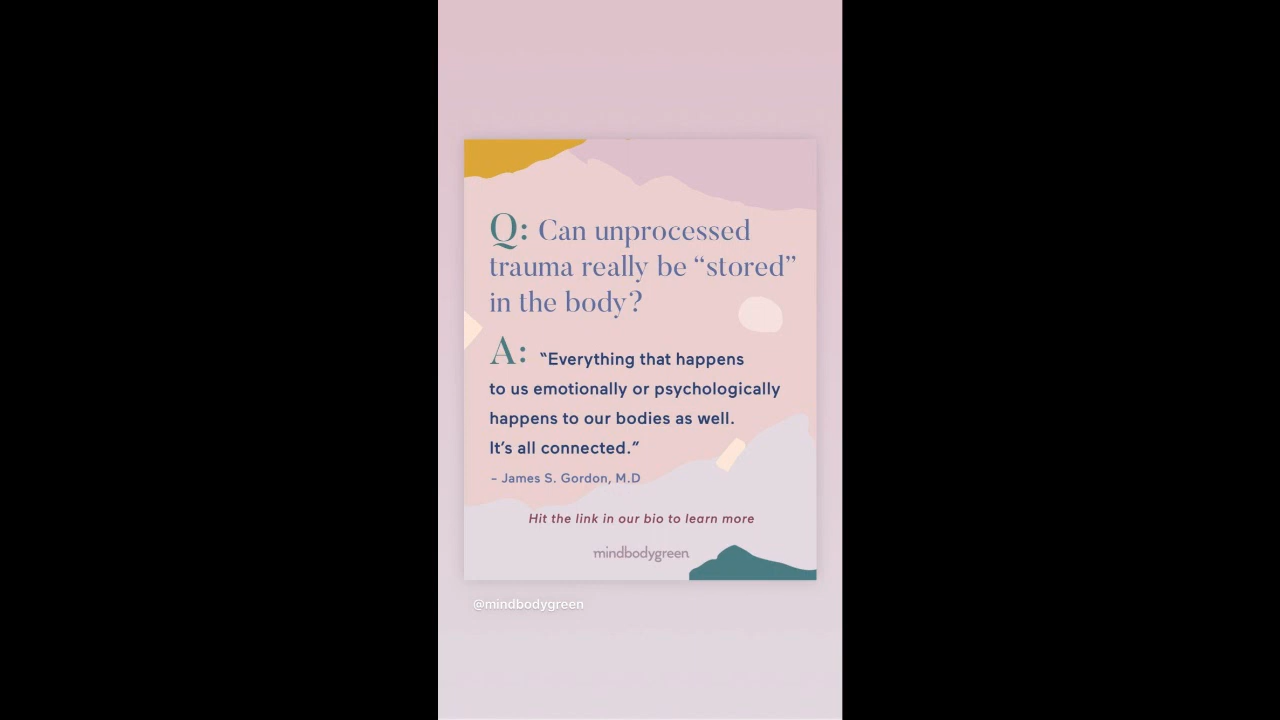 Q: Can unprocessed
trauma really be “stored”
in the body?
A: “Everything that happens
to us emotionally or psychologically
happens to our bodies as well.
It’s all connected.”
– James S. Gordon, M.D
Hit the link in our bio to learn more
mindbodygreen
@mindbodygreen